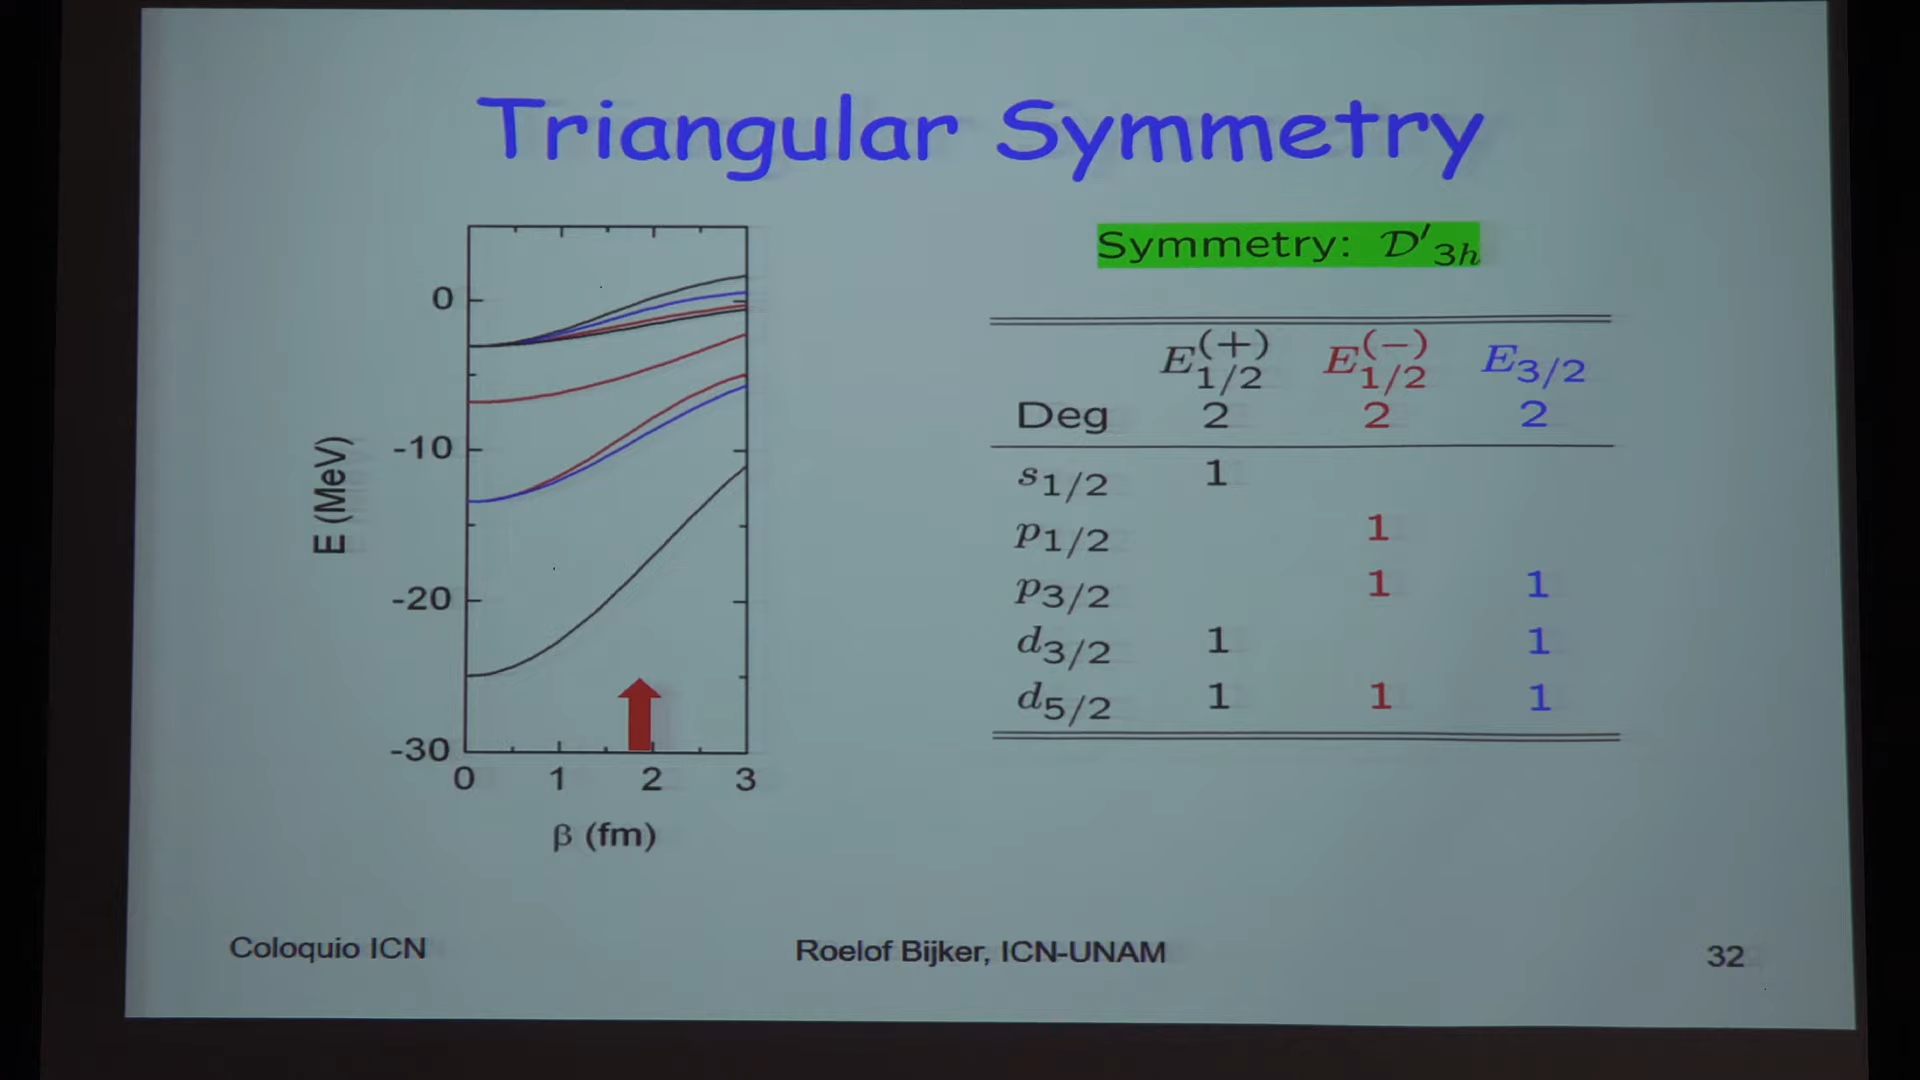 Triangular Symmetry
Symmetry: D′3h
E(+)1/2 E(−)1/2 E3/2
Deg 2 2 2
s1/2 1
p1/2 1
p3/2 1 1
d3/2 1 1
d5/2 1 1 1
0
-10
-20
-30
E (MeV)
0 1 2 3
β (fm)
Coloquio ICN
Roelof Bijker, ICN-UNAM
32